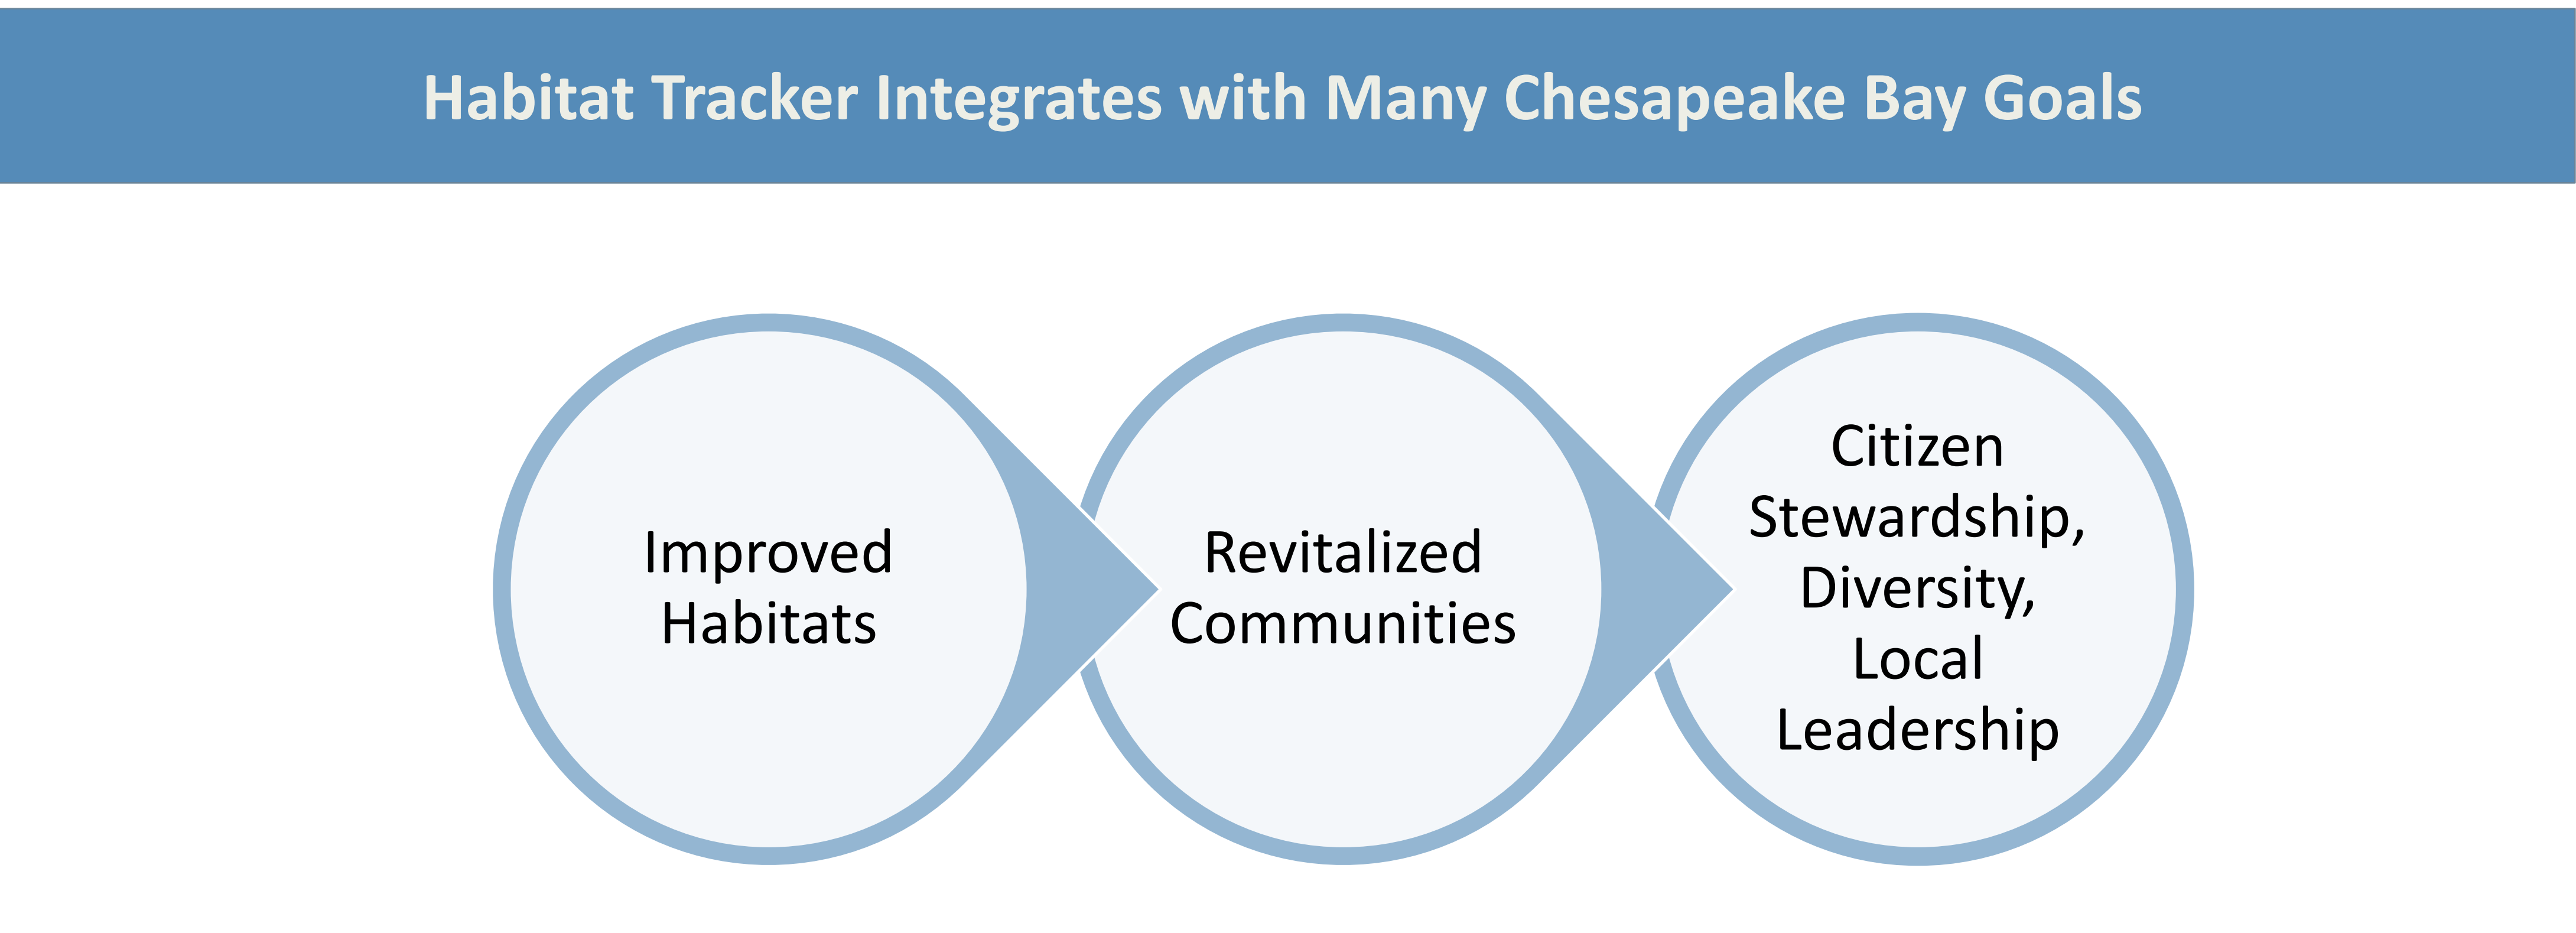 Habitat Tracker Integrates with Many Chesapeake Bay Goals
Improved
Habitats
Revitalized
Communities
Citizen
Stewardship,
Diversity,
Local
Leadership